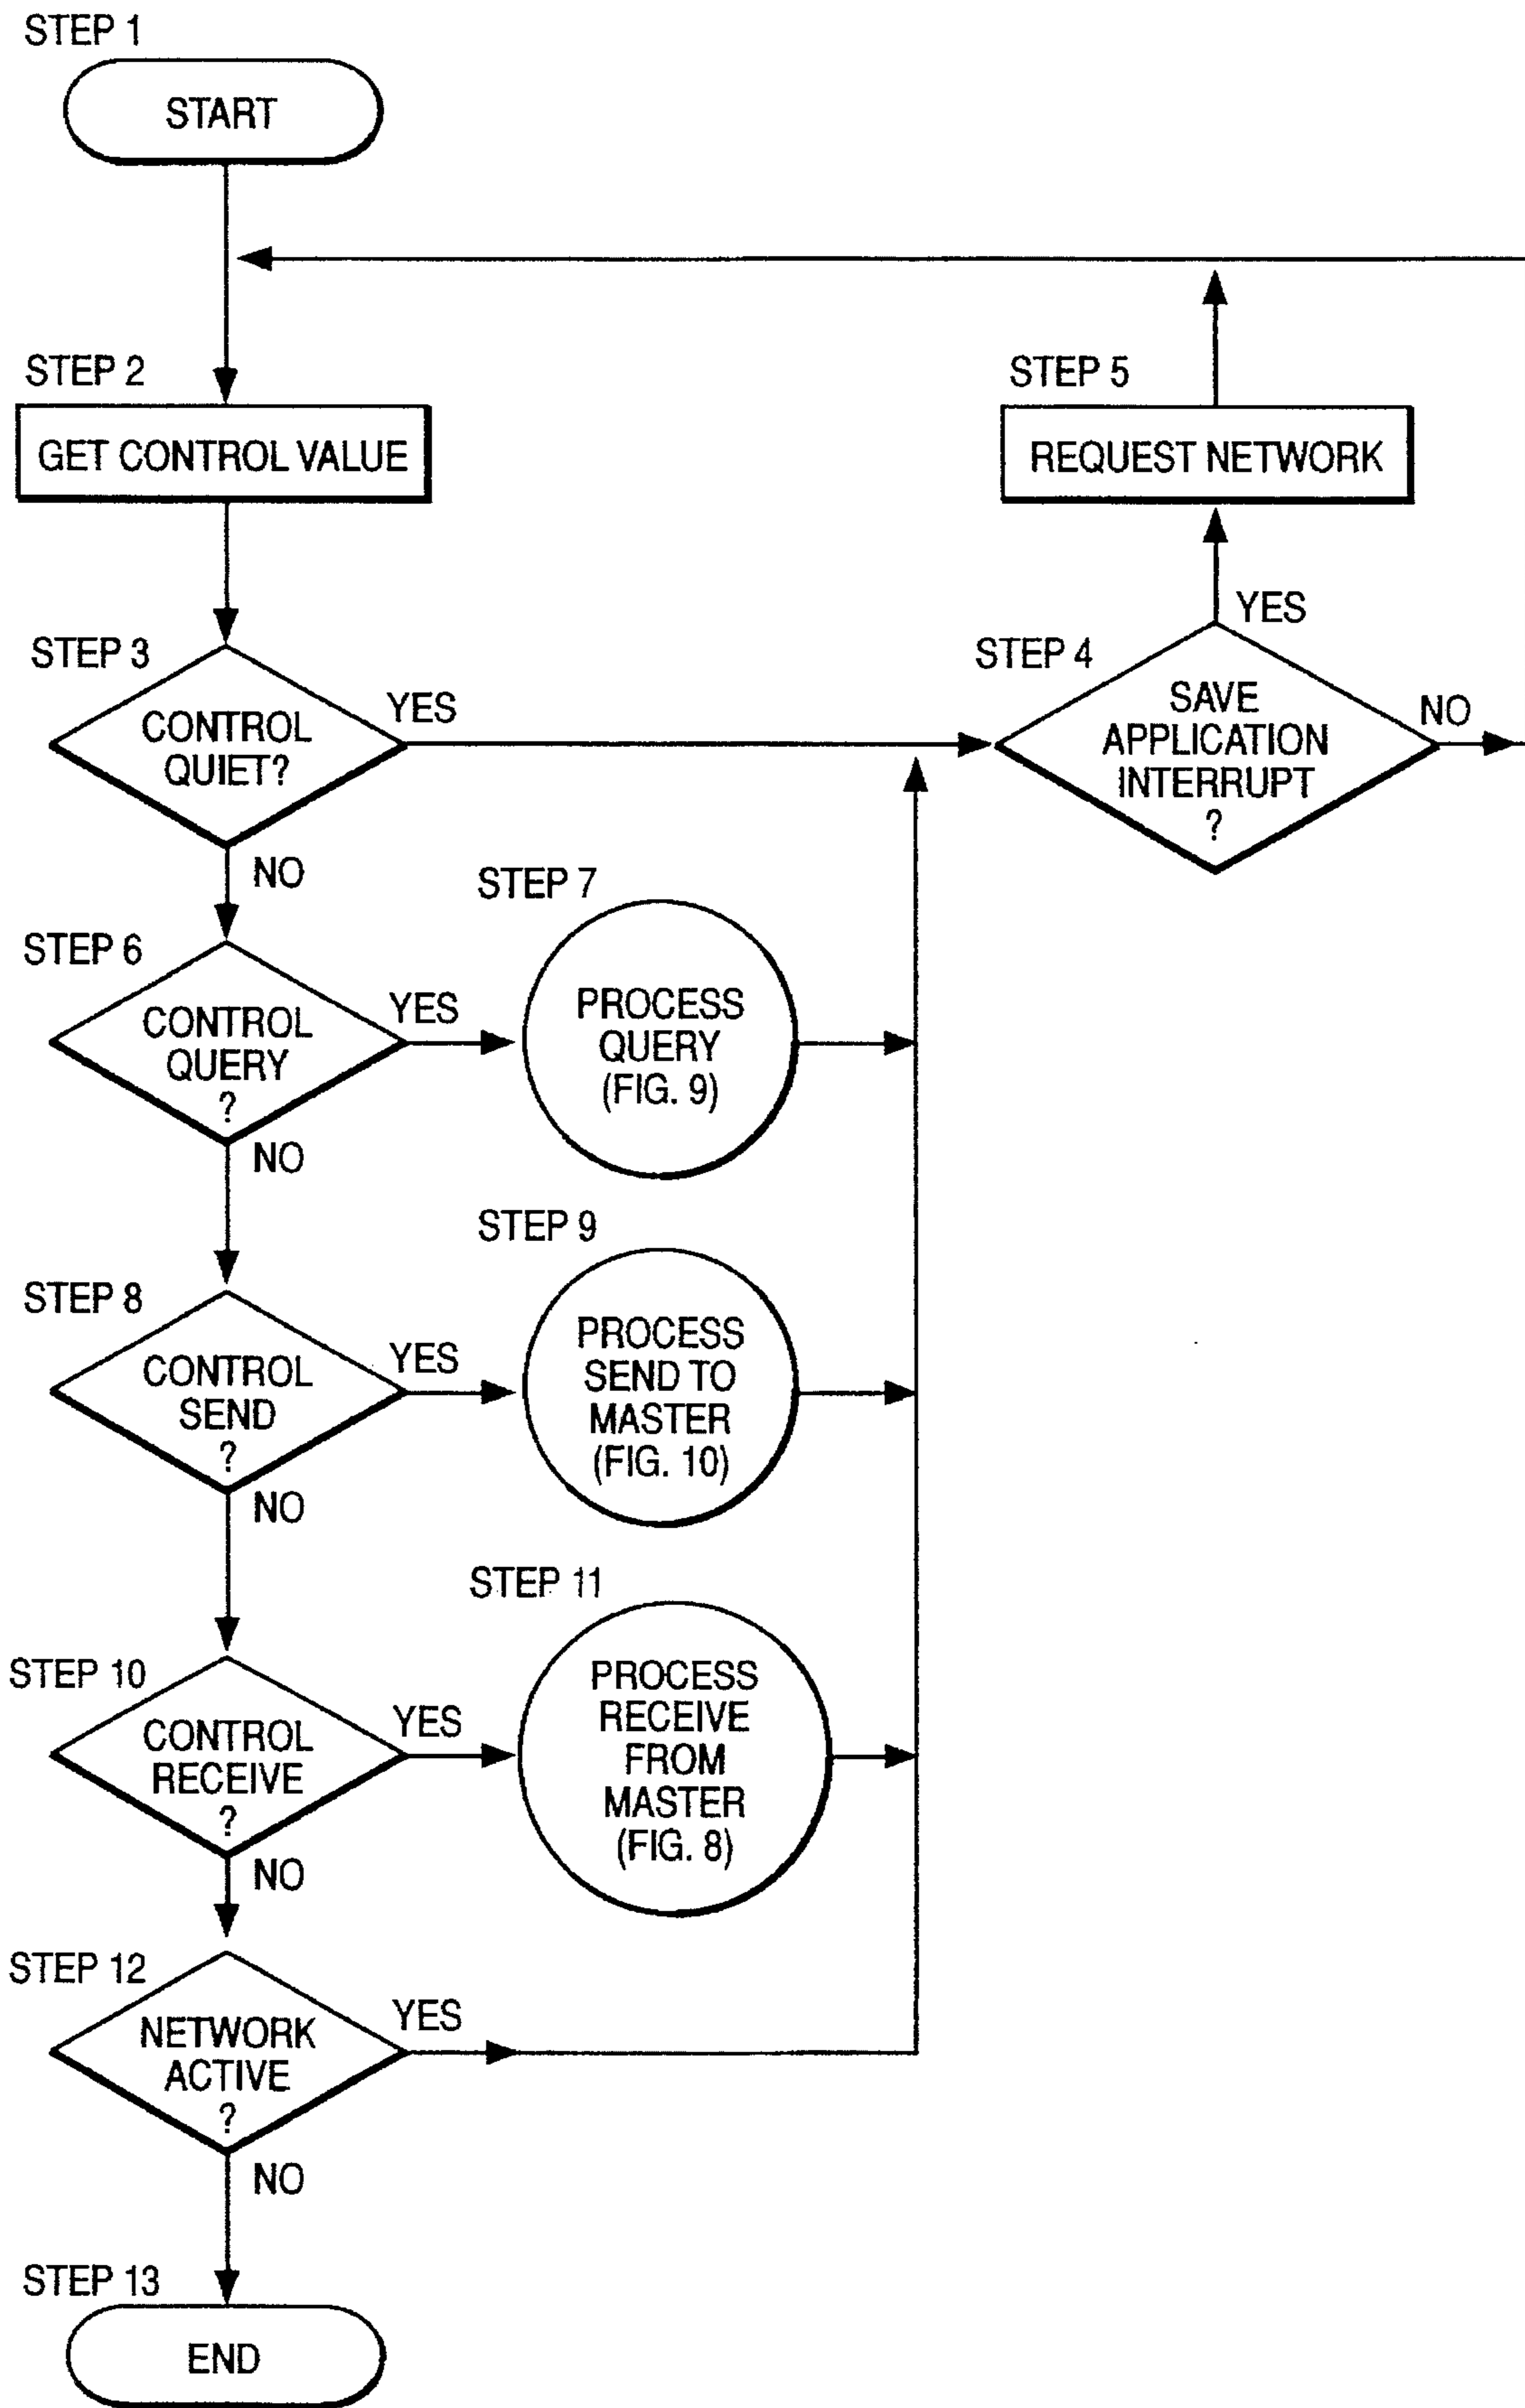 STEP 1
START
STEP 2
GET CONTROL VALUE
STEP 5
REQUEST NETWORK
STEP 3
CONTROL
QUIET?
YES
NO
STEP 4
SAVE
APPLICATION
INTERRUPT
?
YES
NO
STEP 6
CONTROL
QUERY
?
YES
NO
STEP 7
PROCESS
QUERY
(FIG. 9)
STEP 8
CONTROL
SEND
?
YES
NO
STEP 9
PROCESS
SEND TO
MASTER
(FIG. 10)
STEP 10
CONTROL
RECEIVE
?
YES
NO
STEP 11
PROCESS
RECEIVE
FROM
MASTER
(FIG. 8)
STEP 12
NETWORK
ACTIVE
?
YES
NO
STEP 13
END